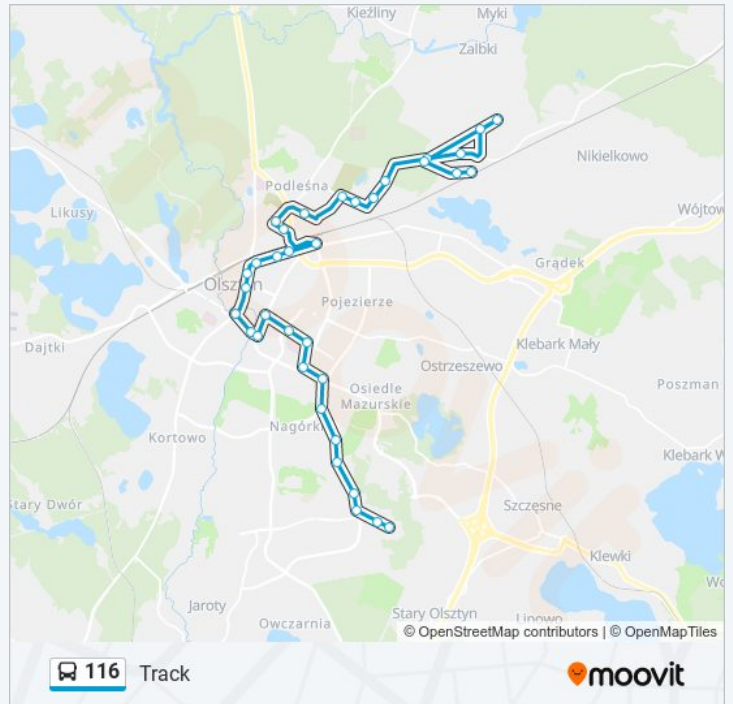 Kieźliny
Myki
Zalbki
Nikielkowo
Podleśna
Likusy
Wójtow
Grądek
Olsztyn
Pojezierze
Dajtki
Klebark Mały
Ostrzeszewo
Osiedle
Mazurskie
Poszman
Nagórki
Kortowo
Klebark W
Stary Dwór
Szczęsne
Klewki
Jaroty
Wo
Owczarnia
Stary Olsztyn
Linowo
© OpenStreetMap contributors | © OpenMapTiles
116 Track
moovit